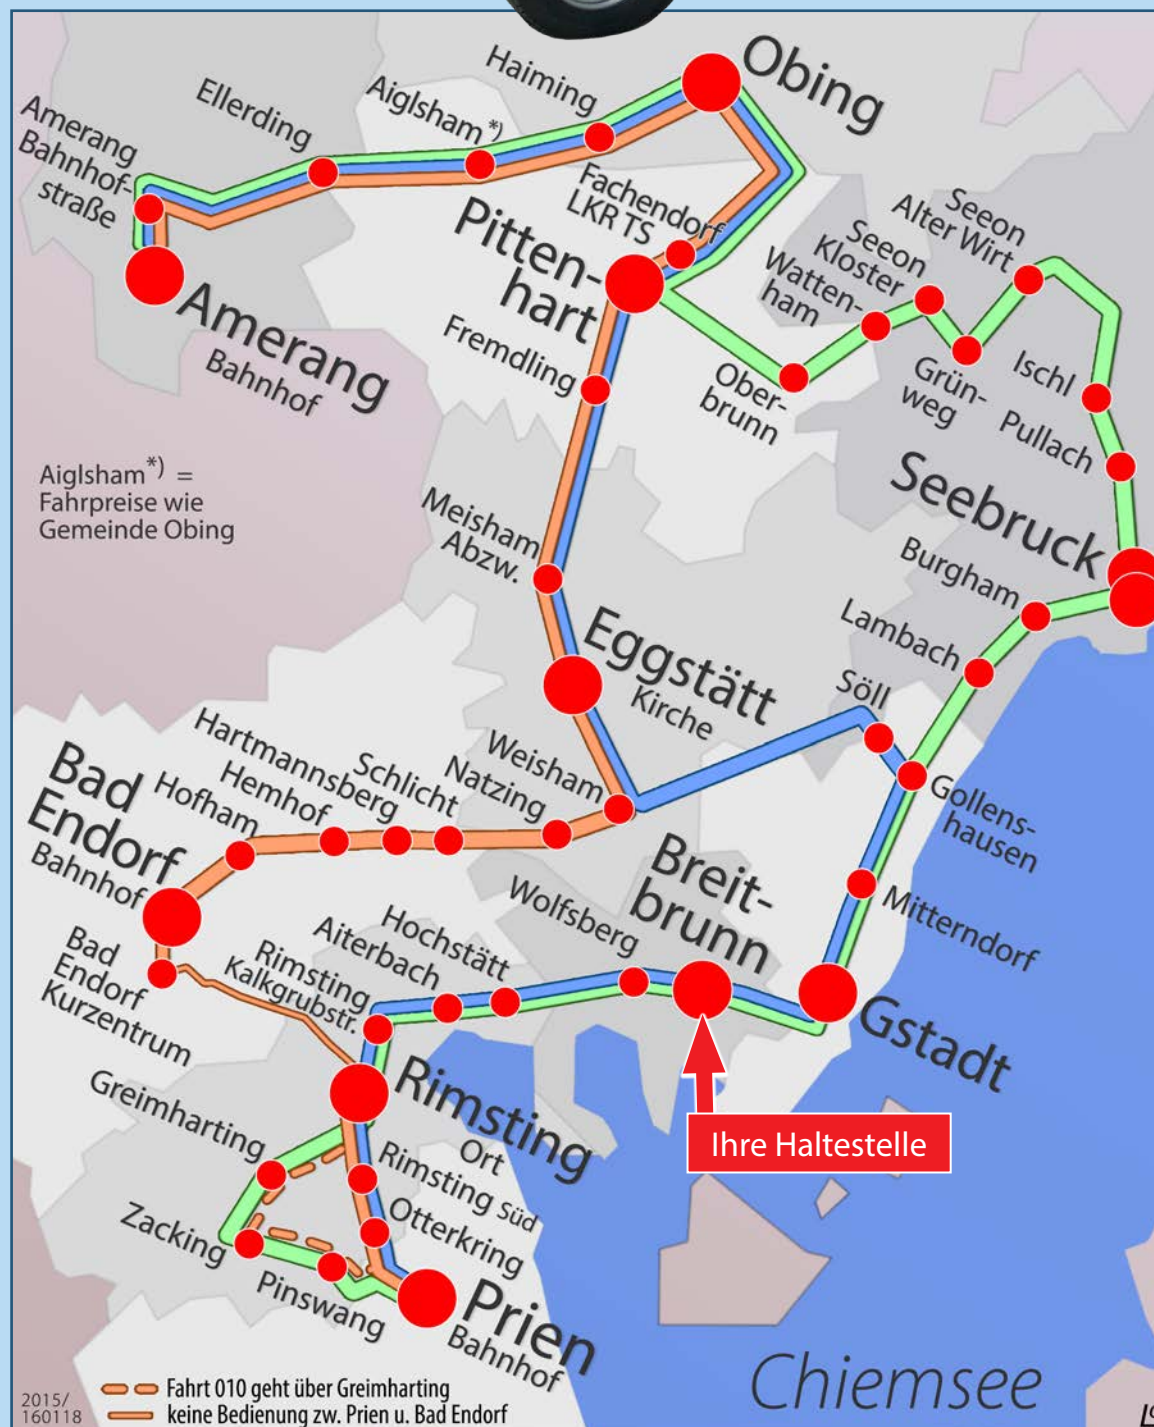 Obing
Haiming
Aiglsham *)
Ellerding
Amerang
Bahnhof-
straße
Fachendorf
LKR TS
Pitten-
hart
Seeon
Alter Wirt
Seeon
Kloster
Watten-
ham
Amerang
Bahnhof
Fremdling
Ober-
brunn
Grün-
weg
Ischl
Pullach
Aiglsham *) =
Fahrpreise wie
Gemeinde Obing
Seebruck
Meisham
Abzw.
Burgham
Lambach
Eggstätt
Kirche
Söll
Weisham
Natzing
Schlicht
Hartmannsberg
Hemhof
Hofham
Bad
Endorf
Bahnhof
Gollens-
hausen
Breit-
brunn
Wolfsberg
Mitterndorf
Hochstätt
Aiterbach
Rimsting
Kalkgrubstr.
Bad
Endorf
Kurzentrum
Gstadt
Rimsting
Ort
Greimharting
Ihre Haltestelle
Rimsting Süd
Otterkring
Zacking
Pinswang
Prien
Bahnhof
Chiemsee
Fahrt 010 geht über Greimharting
keine Bedienung zw. Prien u. Bad Endorf
2015/
160118